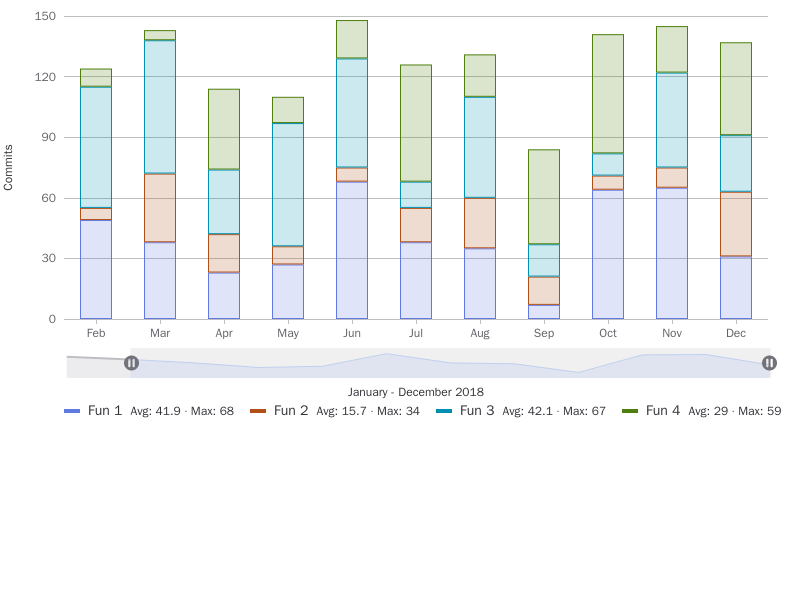 150
120
90
60
30
0
Commits
Feb Mar Apr May Jun Jul Aug Sep Oct Nov Dec
January - December 2018
Fun 1 Avg: 41.9 · Max: 68 Fun 2 Avg: 15.7 · Max: 34 Fun 3 Avg: 42.1 · Max: 67 Fun 4 Avg: 29 · Max: 59